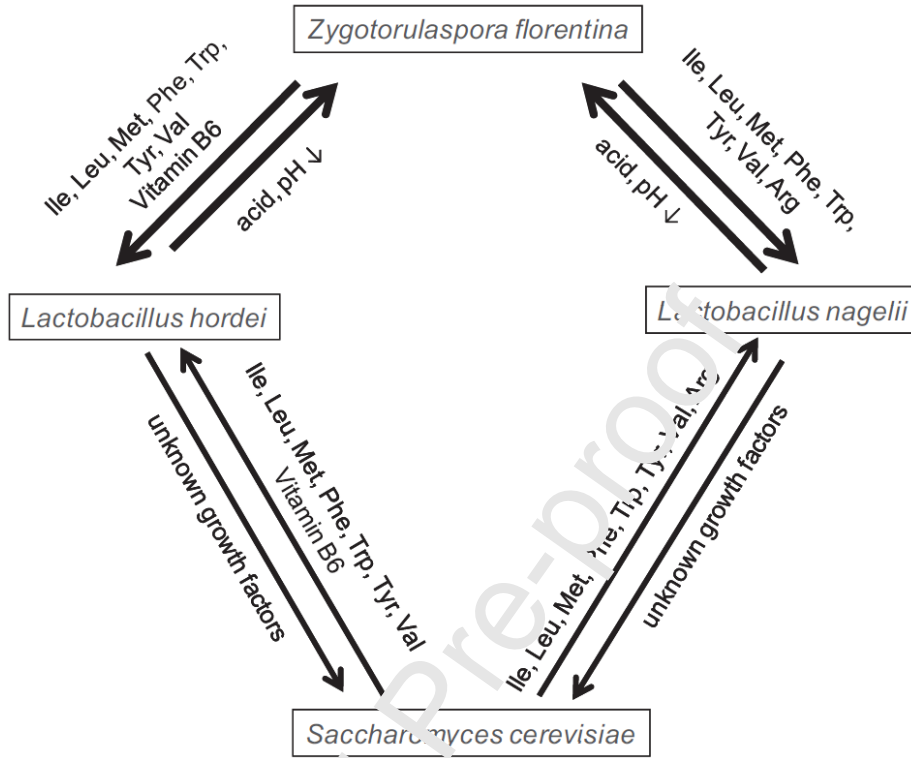 Zygotorulaspora florentina
Ile, Leu, Met, Phe, Trp,
Tyr, Val
Vitamin B6
acid, pH ↓
acid, pH ↓
Ile, Leu, Met, Phe, Trp,
Tyr, Val, Arg
Lactobacillus hordei
Lactobacillus nagelii
unknown growth factors
Ile, Leu, Met, Phe, Trp, Tyr, Val
Vitamin B6
Ile, Leu, Met, Phe, Trp, Tyr, Val, Arg
unknown growth factors
Saccharomyces cerevisiae
Pre-proof